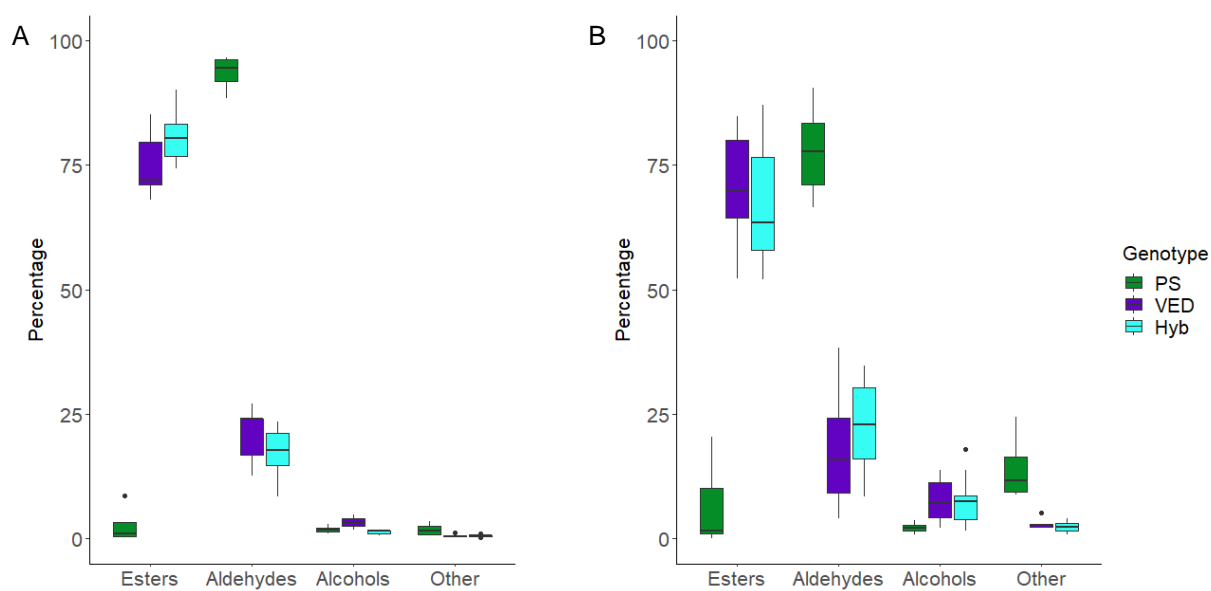 A
Percentage
100
75
50
25
0
Esters Aldehydes Alcohols Other
B
Percentage
100
75
50
25
0
Esters Aldehydes Alcohols Other
Genotype
PS
VED
Hyb